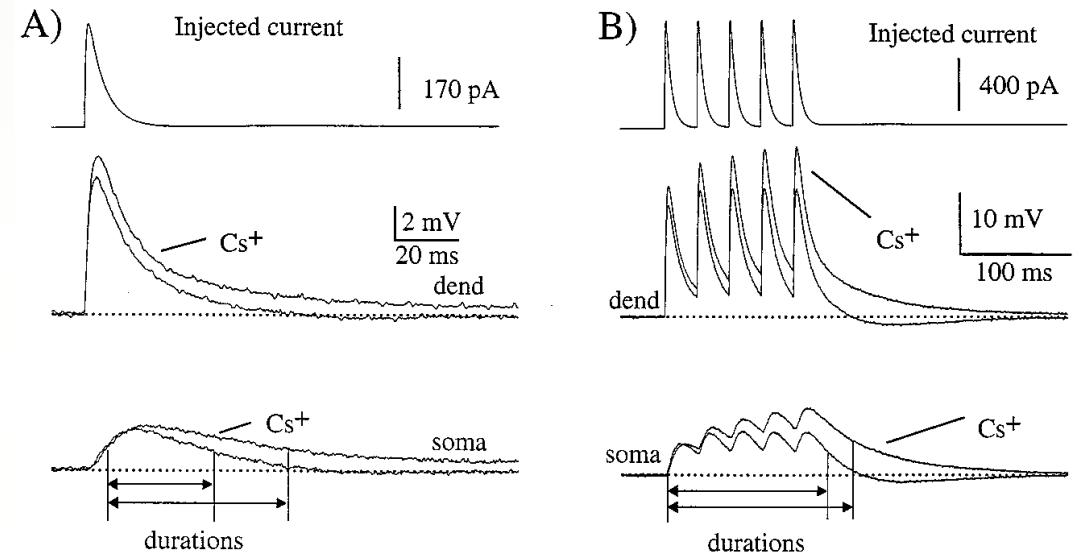 A)
Injected current
170 pA
Cs+
2 mV
20 ms
dend
Cs+
soma
durations
B)
Injected current
400 pA
Cs+
10 mV
100 ms
dend
soma
Cs+
durations